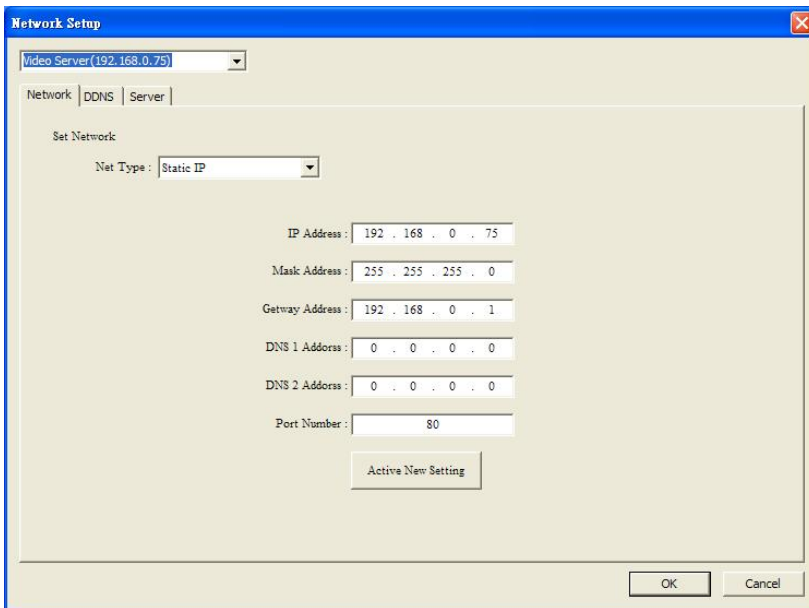 Network Setup
Video Server(192.168.0.75)
Network DDNS Server
Set Network
Net Type : Static IP
IP Address : 192 . 168 . 0 . 75
Mask Address : 255 . 255 . 255 . 0
Getway Address : 192 . 168 . 0 . 1
DNS 1 Addorss : 0 . 0 . 0 . 0
DNS 2 Addorss : 0 . 0 . 0 . 0
Port Number : 80
Active New Setting
OK Cancel